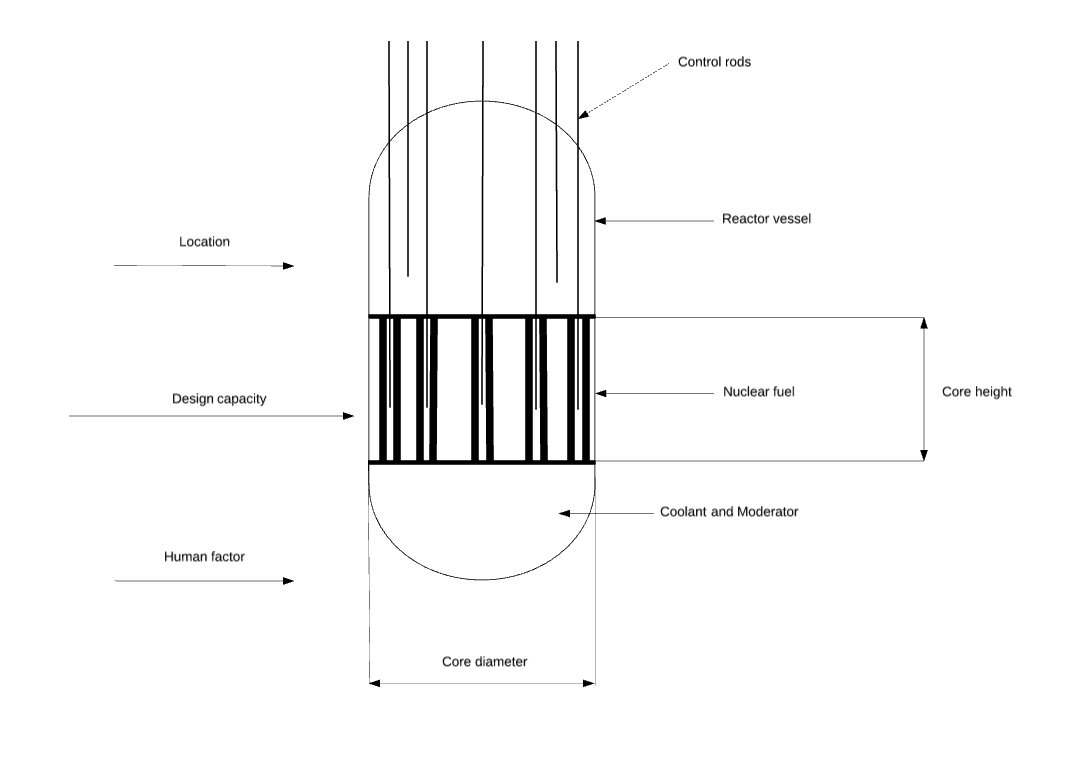 Control rods
Reactor vessel
Location
Nuclear fuel
Core height
Design capacity
Coolant and Moderator
Human factor
Core diameter